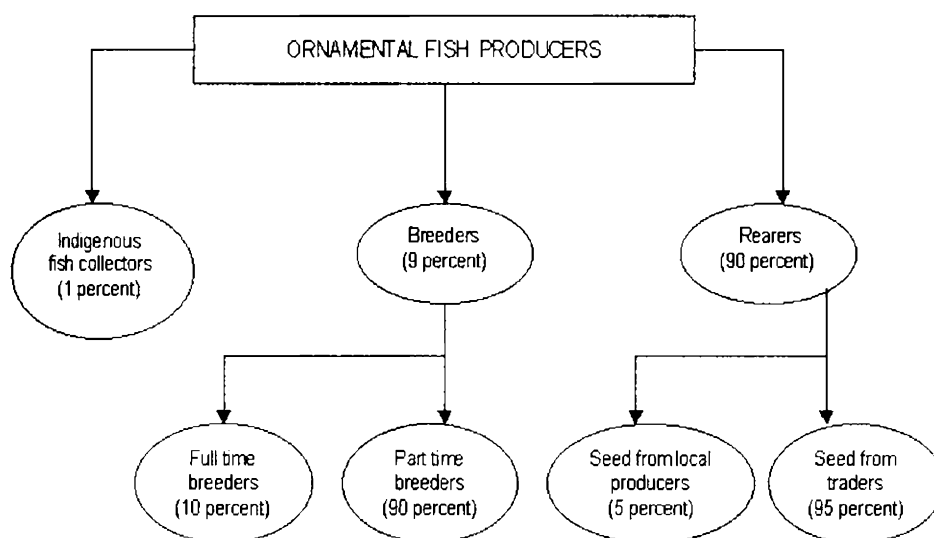 ORNAMENTAL FISH PRODUCERS
Indigenous
fish collectors
(1 percent)
Breeders
(9 percent)
Rearers
(90 percent)
Full time
breeders
(10 percent)
Part time
breeders
(90 percent)
Seed from local
producers
(5 percent)
Seed from
traders
(95 percent)